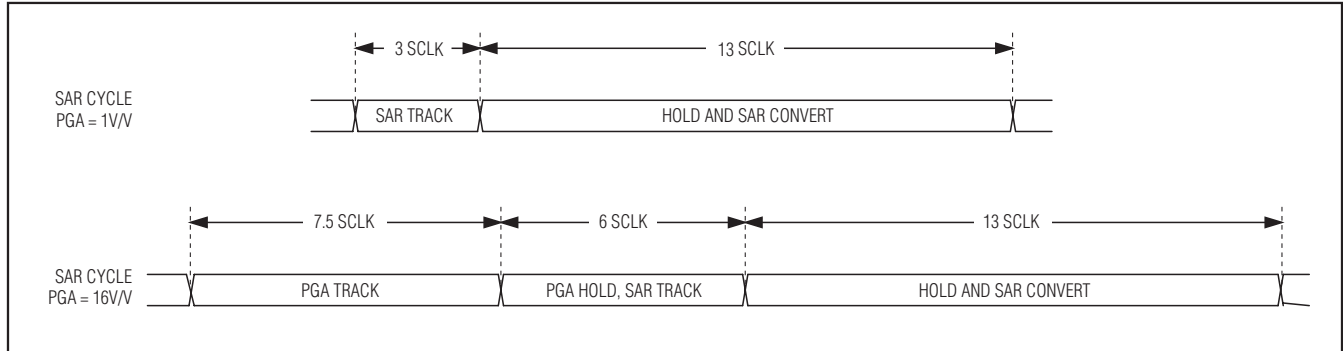 3 SCLK
13 SCLK
SAR CYCLE
PGA = 1V/V
SAR TRACK
HOLD AND SAR CONVERT
7.5 SCLK
6 SCLK
13 SCLK
SAR CYCLE
PGA = 16V/V
PGA TRACK
PGA HOLD, SAR TRACK
HOLD AND SAR CONVERT